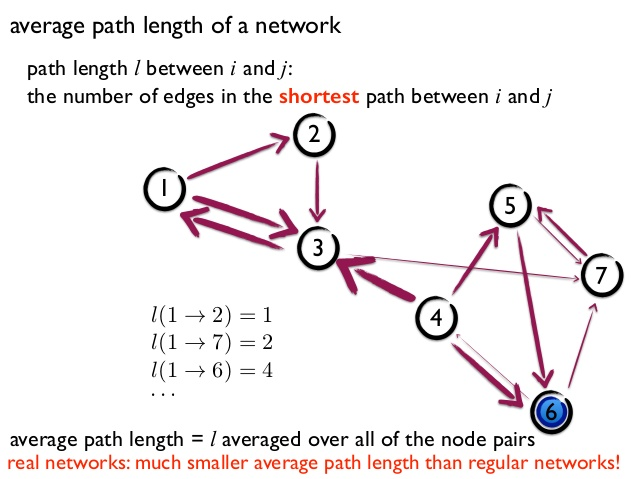 average path length of a network
path length l between i and j:
the number of edges in the shortest path between i and j
2
1
5
3
7
4
l(1 → 2) = 1
l(1 → 7) = 2
l(1 → 6) = 4
· · ·
6
average path length = l averaged over all of the node pairs
real networks: much smaller average path length than regular networks!